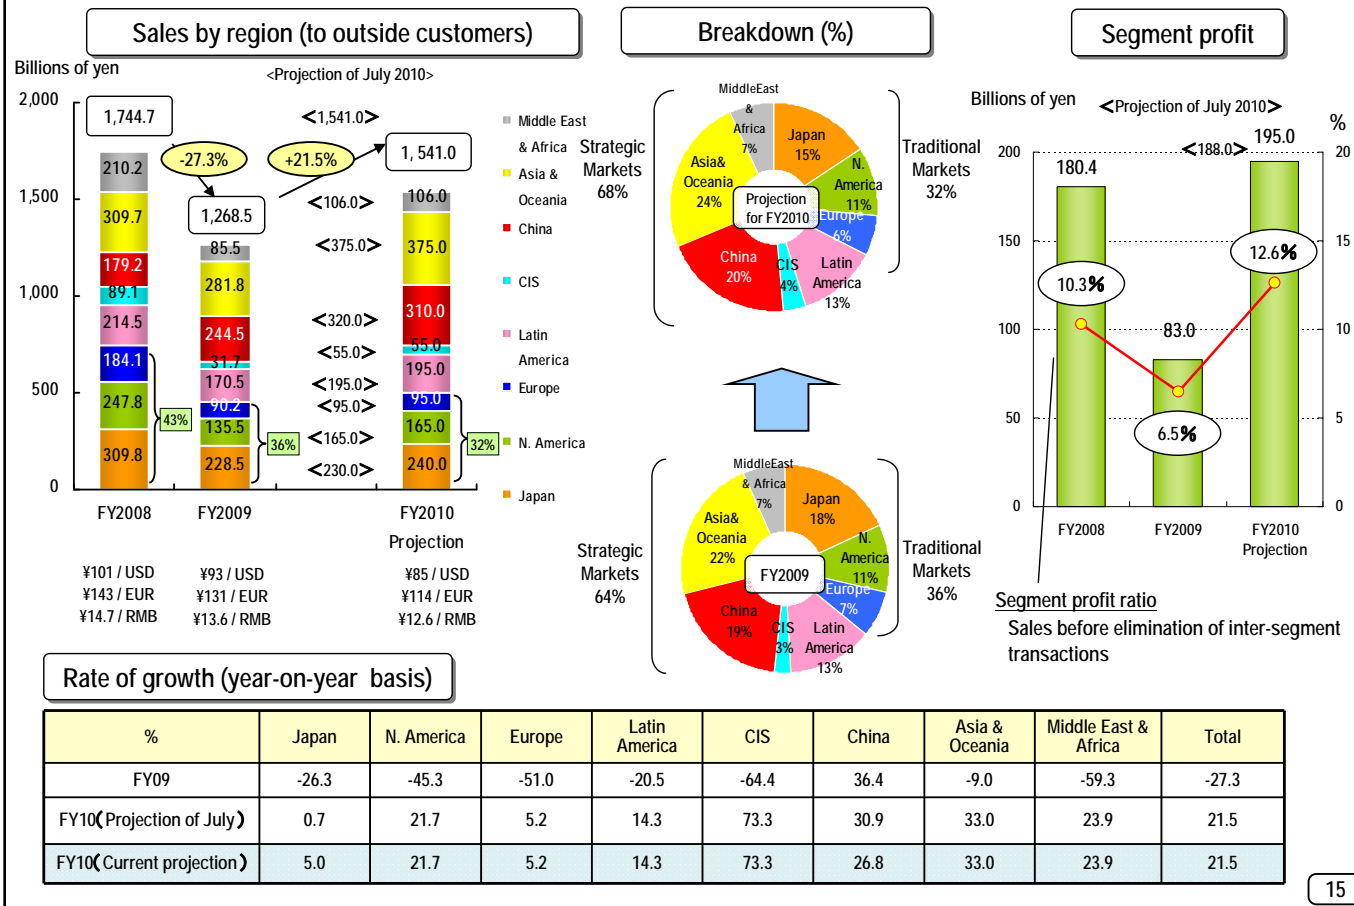 Sales by region (to outside customers)
Billions of yen
<Projection of July 2010>
2,000
1,500
1,000
500
0
1,744.7
-27.3%
+21.5%
<1,541.0>
1,541.0
1,268.5
210.2
309.7
179.2
89.1
214.5
184.1
247.8
309.8
43%
85.5
281.8
244.5
31.7
170.5
90.2
135.5
228.5
36%
<106.0>
<375.0>
<320.0>
<55.0>
<195.0>
<95.0>
<165.0>
<230.0>
106.0
375.0
310.0
55.0
195.0
95.0
165.0
240.0
32%
Middle East
& Africa
Asia &
Oceania
China
CIS
Latin
America
Europe
N. America
Japan
FY2008
FY2009
FY2010
Projection
¥101 / USD
¥143 / EUR
¥14.7 / RMB
¥93 / USD
¥131 / EUR
¥13.6 / RMB
¥85 / USD
¥114 / EUR
¥12.6 / RMB
Breakdown (%)
Strategic
Markets
68%
MiddleEast
&
Africa
7%
Japan
15%
N.
America
11%
Europe
6%
Latin
America
13%
CIS
4%
China
20%
Asia&
Oceania
24%
Projection
for FY2010
Traditional
Markets
32%
Strategic
Markets
64%
MiddleEast
& Africa
7%
Japan
18%
N.
America
11%
Europe
7%
Latin
America
13%
CIS
3%
China
19%
Asia&
Oceania
22%
FY2009
Traditional
Markets
36%
Segment profit
Billions of yen
<Projection of July 2010>
%
200
150
100
50
0
20
15
10
5
0
180.4
<188.0>
195.0
10.3%
83.0
6.5%
12.6%
FY2008
FY2009
FY2010
Projection
Segment profit ratio
Sales before elimination of inter-segment
transactions
Rate of growth (year-on-year basis)
% Japan N. America Europe Latin America CIS China Asia & Oceania Middle East & Africa Total
FY09 -26.3 -45.3 -51.0 -20.5 -64.4 36.4 -9.0 -59.3 -27.3
FY10(Projection of July) 0.7 21.7 5.2 14.3 73.3 30.9 33.0 23.9 21.5
FY10(Current projection) 5.0 21.7 5.2 14.3 73.3 26.8 33.0 23.9 21.5
15